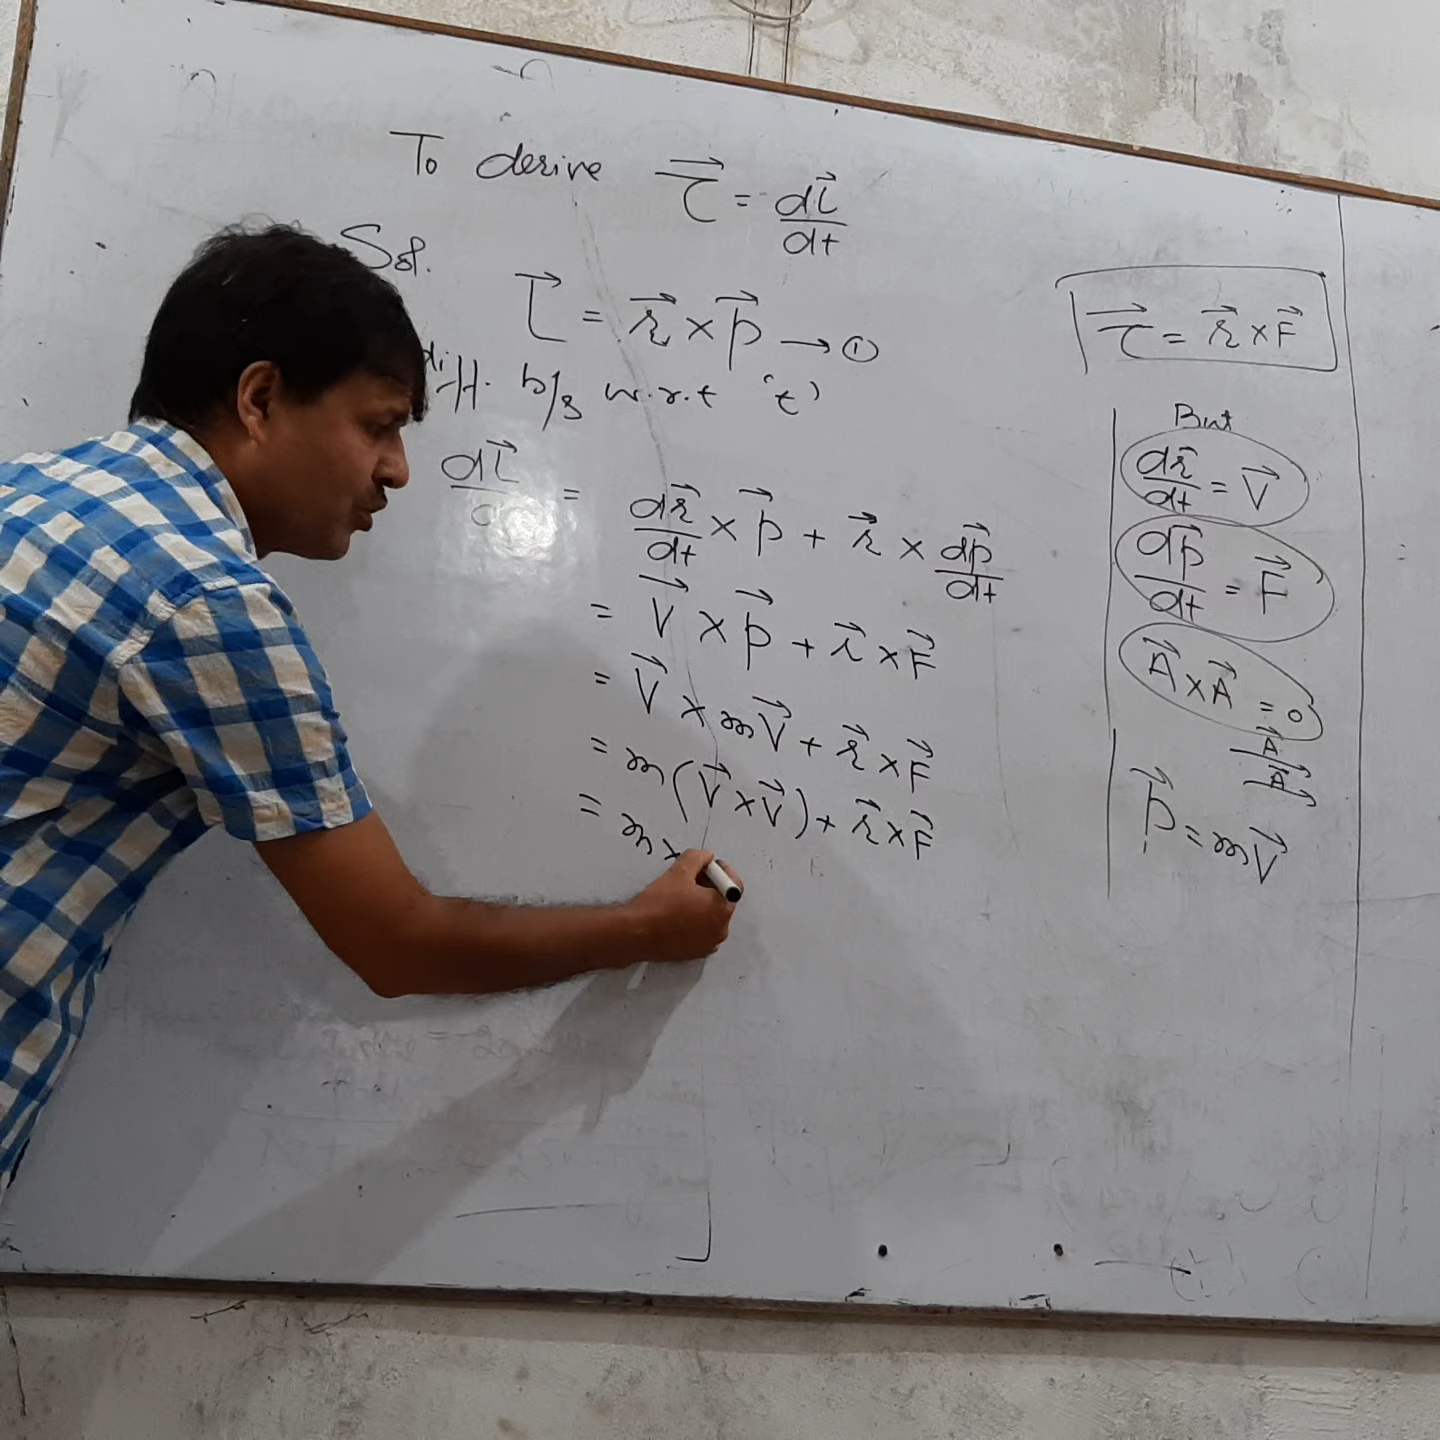 To derive τ⃗ = dL⃗/dt
Sol.
L⃗ = r⃗ × p⃗ → ①
diff. b/s w.r.t 't'
dL⃗/d = dr⃗/dt × p⃗ + r⃗ × dp⃗/dt
= V⃗ × p⃗ + r⃗ × F⃗
= V⃗ × mV⃗ + r⃗ × F⃗
= m(V⃗ × V⃗) + r⃗ × F⃗
= m ×
τ⃗ = r⃗ × F⃗
But
dr⃗/dt = V⃗
dp⃗/dt = F⃗
A⃗ × A⃗ = 0
A⃗
A⃗
p⃗ = mV⃗